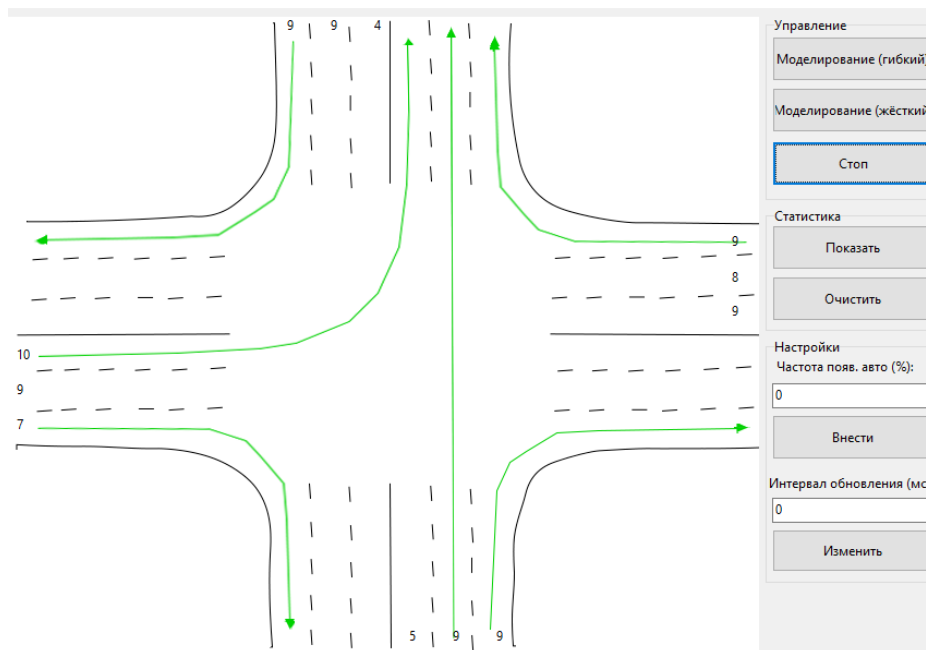 9 9 4
9
8
9
10
9
7
5 9 9
Управление
Моделирование (гибкий)
Моделирование (жёсткий
Стоп
Статистика
Показать
Очистить
Настройки
Частота появ. авто (%):
0
Внести
Интервал обновления (мс
0
Изменить